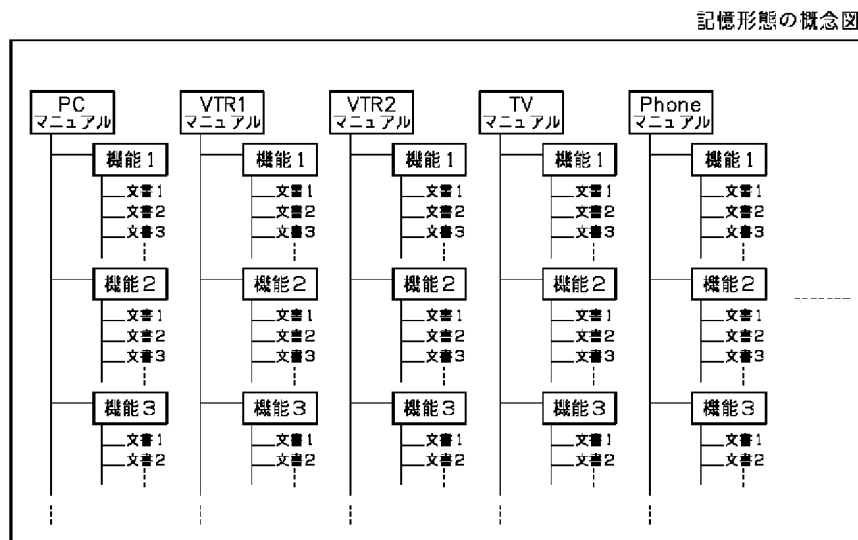 記憶形態の概念図
PC
マニュアル
機能1
文書1
文書2
文書3
機能2
文書1
文書2
文書3
機能3
文書1
文書2
VTR1
マニュアル
機能1
文書1
文書2
文書3
機能2
文書1
文書2
文書3
機能3
文書1
文書2
VTR2
マニュアル
機能1
文書1
文書2
文書3
機能2
文書1
文書2
文書3
機能3
文書1
文書2
TV
マニュアル
機能1
文書1
文書2
文書3
機能2
文書1
文書2
文書3
機能3
文書1
文書2
Phone
マニュアル
機能1
文書1
文書2
文書3
機能2
文書1
文書2
文書3
機能3
文書1
文書2